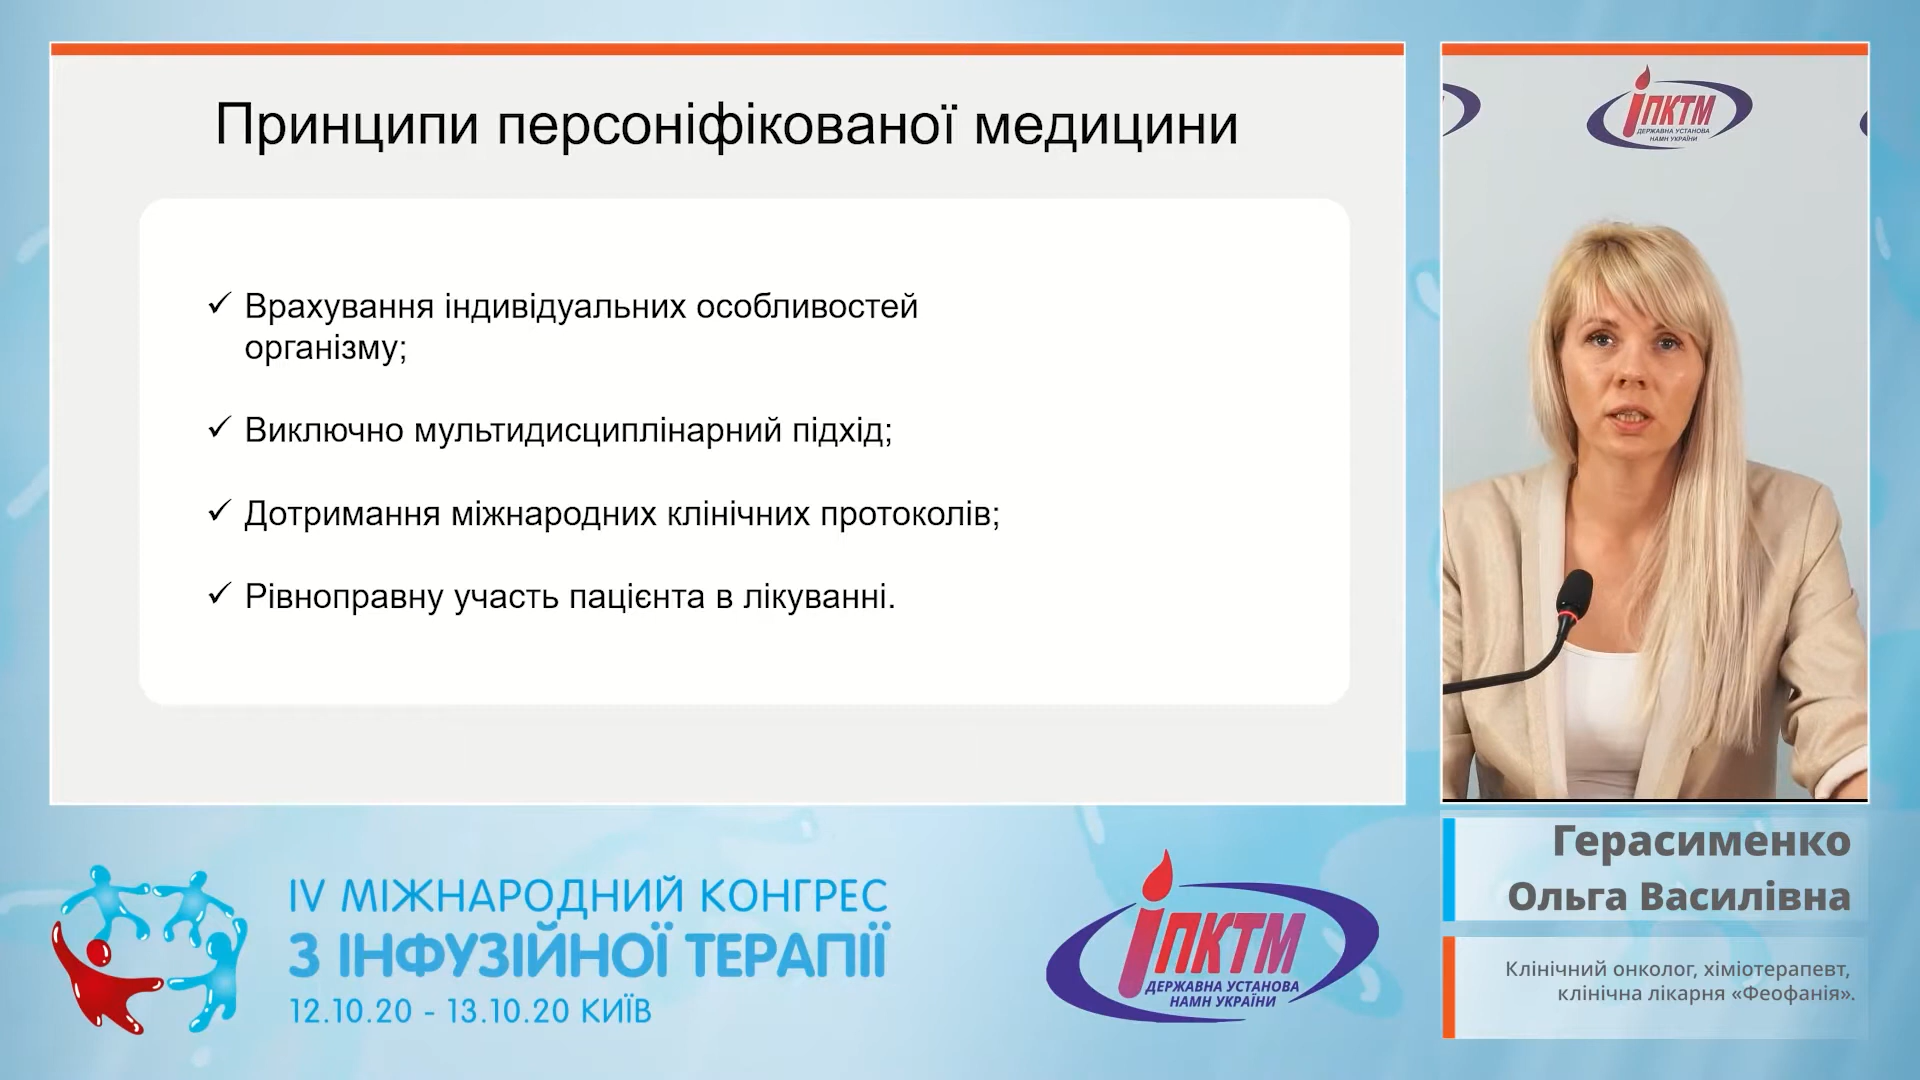 Принципи персоніфікованої медицини
✓ Врахування індивідуальних особливостей
організму;
✓ Виключно мультидисциплінарний підхід;
✓ Дотримання міжнародних клінічних протоколів;
✓ Рівноправну участь пацієнта в лікуванні.
ІПКТМ
ДЕРЖАВНА УСТАНОВА
НАМН УКРАЇНИ
Герасименко
Ольга Василівна
Клінічний онколог, хіміотерапевт,
клінічна лікарня «Феофанія».
IV МІЖНАРОДНИЙ КОНГРЕС
З ІНФУЗІЙНОЇ ТЕРАПІЇ
12.10.20 - 13.10.20 КИЇВ
ІПКТМ
ДЕРЖАВНА УСТАНОВА
НАМН УКРАЇНИ